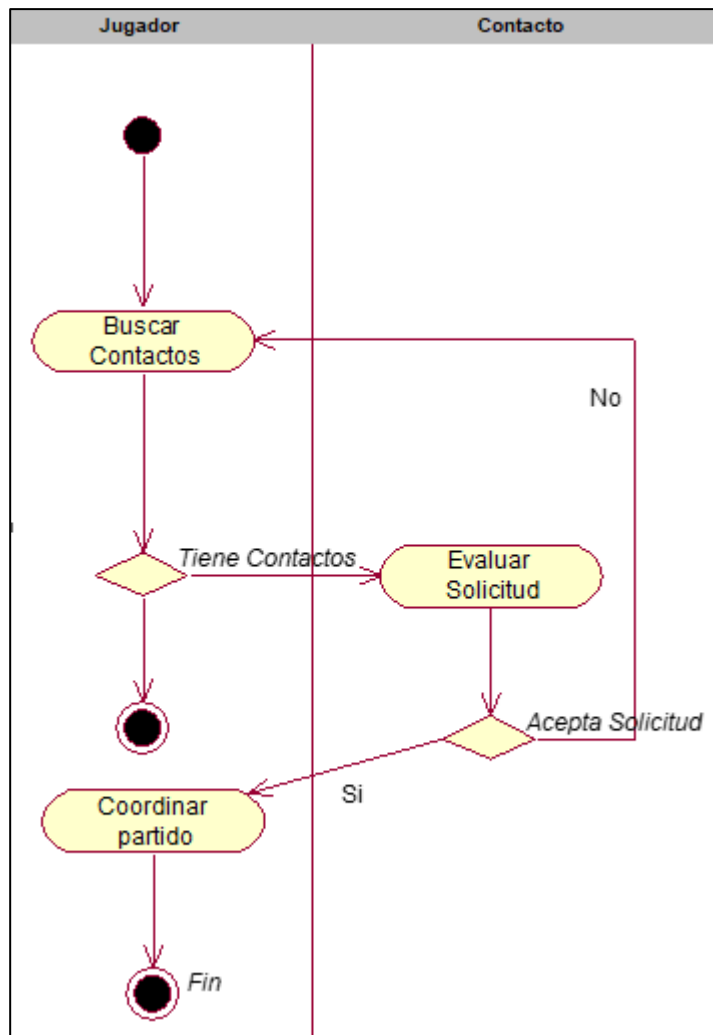 Jugador
Contacto
Buscar
Contactos
No
Tiene Contactos
Evaluar
Solicitud
Acepta Solicitud
Si
Coordinar
partido
Fin